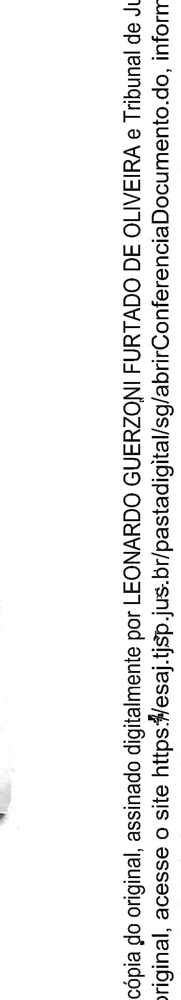 cópia do original, assinado digitalmente por LEONARDO GUERZONI FURTADO DE OLIVEIRA e Tribunal de Ju
original, acesse o site https://esaj.tjsp.jus.br/pastadigital/sg/abrirConferenciaDocumento.do, inform